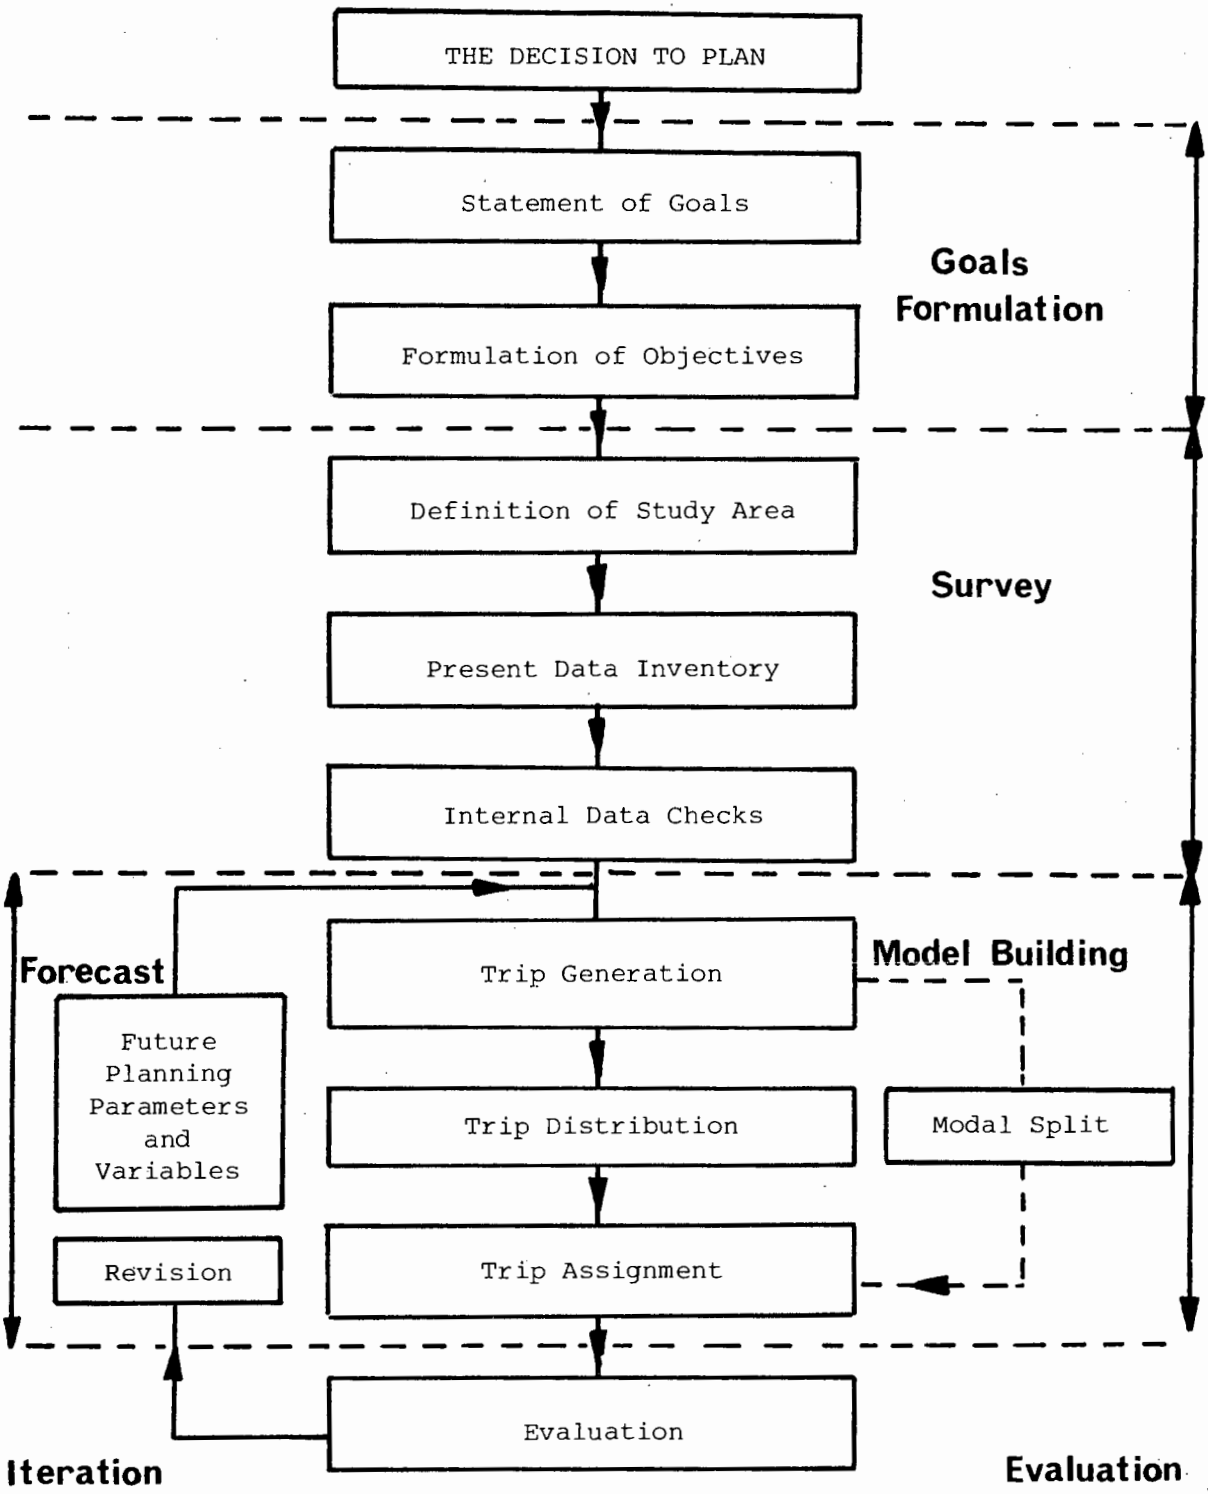 THE DECISION TO PLAN
Statement of Goals
Goals
Formulation
Formulation of Objectives
Definition of Study Area
Survey
Present Data Inventory
Internal Data Checks
Forecast
Model Building
Trip Generation
Future
Planning
Parameters
and
Variables
Trip Distribution
Modal Split
Revision
Trip Assignment
Evaluation
Iteration
Evaluation